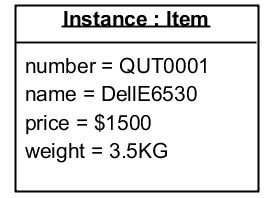 Instance : Item
number = QUT0001
name = DellE6530
price = $1500
weight = 3.5KG